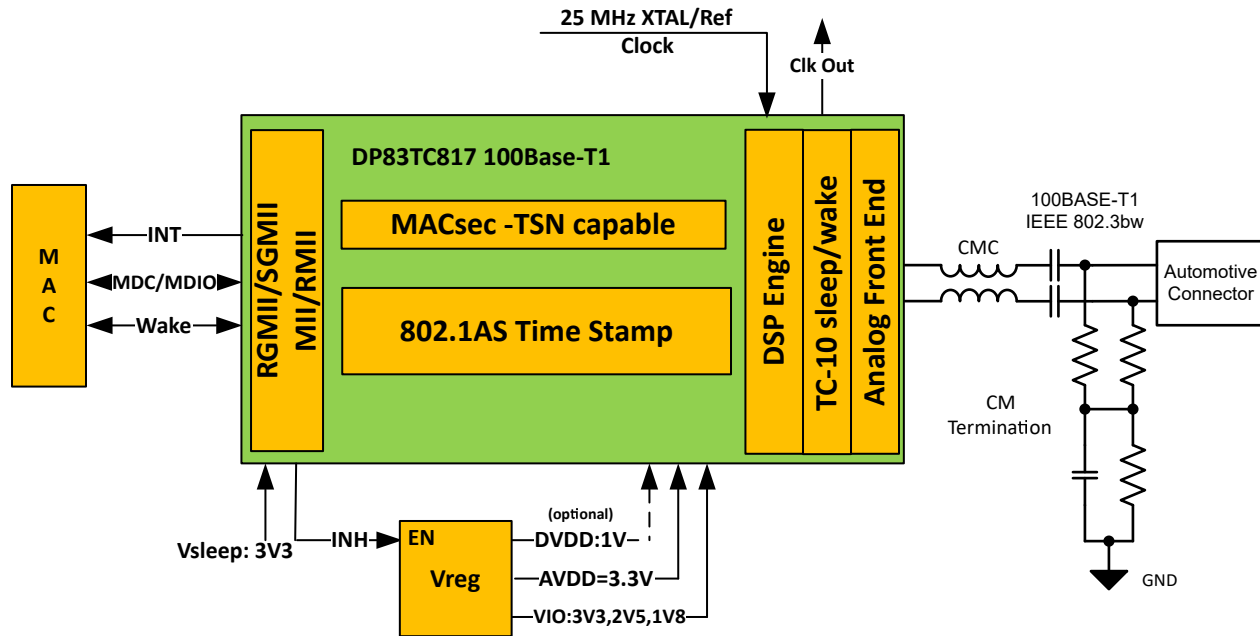 25 MHz XTAL/Ref
Clock
Clk Out
DP83TC817 100Base-T1
MACsec -TSN capable
802.1AS Time Stamp
RGMII/SGMII
MII/RMII
DSP Engine
TC-10 sleep/wake
Analog Front End
M
A
C
INT
MDC/MDIO
Wake
100BASE-T1
IEEE 802.3bw
CMC
Automotive
Connector
CM
Termination
GND
Vsleep: 3V3
INH
EN
Vreg
(optional)
DVDD:1V
AVDD=3.3V
VIO:3V3,2V5,1V8